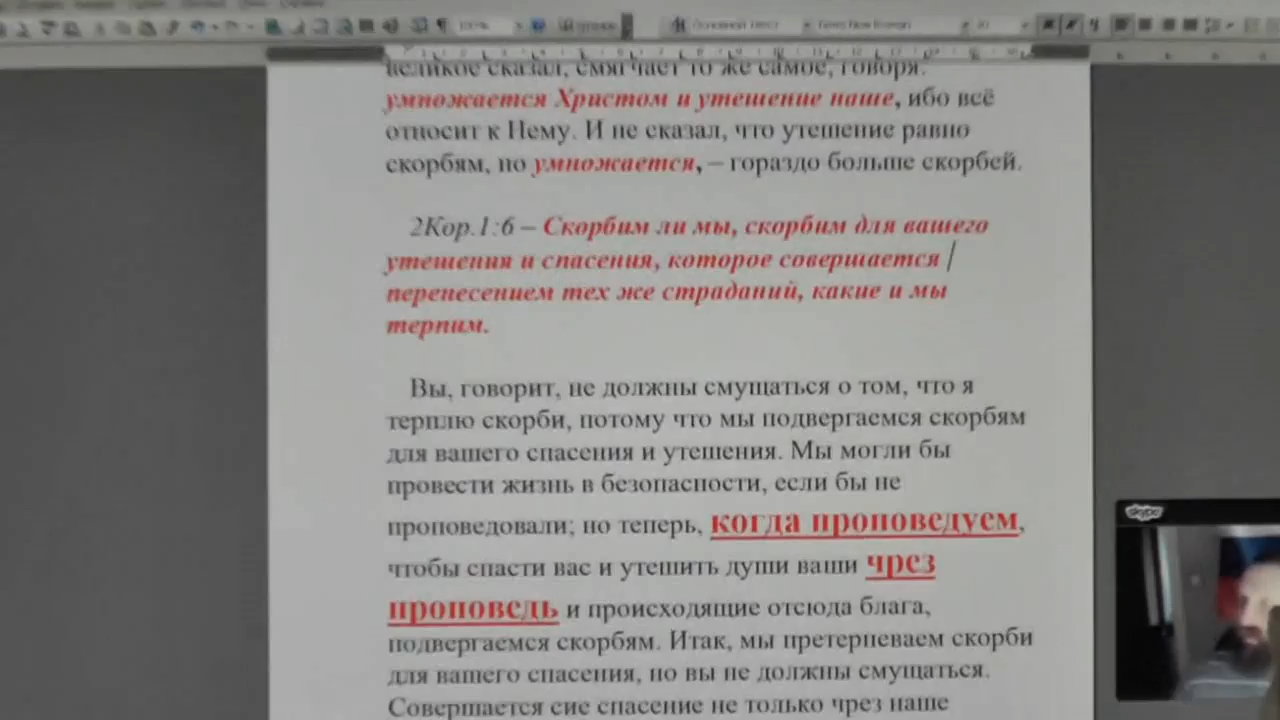 100%
великое сказал, смягчает то же самое, говоря:
умножается Христом и утешение наше, ибо всё
относит к Нему. И не сказал, что утешение равно
скорбям, но умножается, – гораздо больше скорбей.
2Кор.1:6 – Скорбим ли мы, скорбим для вашего
утешения и спасения, которое совершается
перенесением тех же страданий, какие и мы
терпим.
Вы, говорит, не должны смущаться о том, что я
терплю скорби, потому что мы подвергаемся скорбям
для вашего спасения и утешения. Мы могли бы
провести жизнь в безопасности, если бы не
проповедовали; но теперь, когда проповедуем,
чтобы спасти вас и утешить души ваши чрез
проповедь и происходящие отсюда блага,
подвергаемся скорбям. Итак, мы претерпеваем скорби
для вашего спасения, но вы не должны смущаться.
Совершается сие спасение не только чрез наше
skype